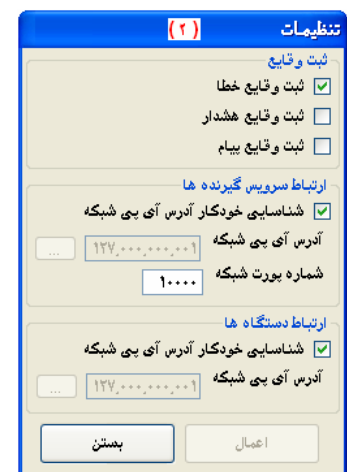 تنظیمات (۲)
ثبت وقایع
ثبت وقایع خطا
ثبت وقایع هشدار
ثبت وقایع پیام
ارتباط سرویس گیرنده ها
شناسایی خودکار آدرس آی پی شبکه
آدرس آی پی شبکه ۱۲۷.۰۰۰.۰۰۰.۰۰۱ ...
شماره پورت شبکه ۱۰۰۰۰
ارتباط دستگاه ها
شناسایی خودکار آدرس آی پی شبکه
آدرس آی پی شبکه ۱۲۷.۰۰۰.۰۰۰.۰۰۱ ...
اعمال بستن